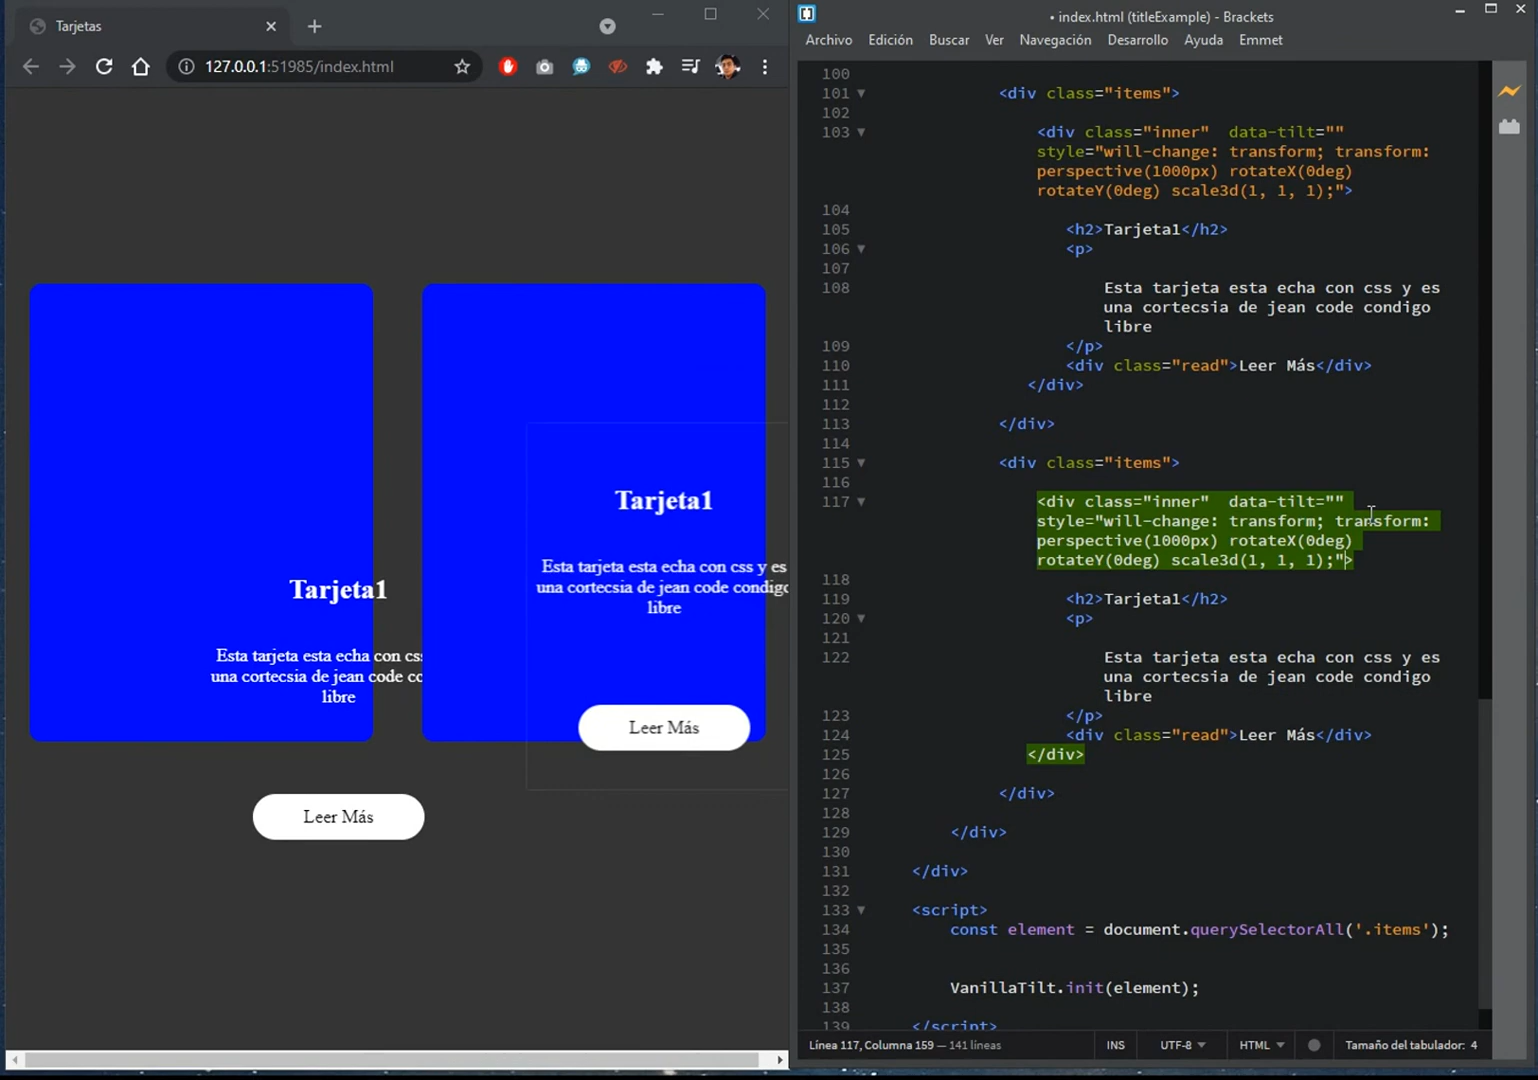 Tarjetas
127.0.0.1:51985/index.html
Tarjeta1
Esta tarjeta esta echa con css y es
una cortecsia de jean code condigo
libre
Leer Más
Tarjeta1
Esta tarjeta esta echa con
una cortecsia de jean code
libre
Leer Más
• index.html (titleExample) - Brackets
Archivo Edición Buscar Ver Navegación Desarrollo Ayuda Emmet
100
101 <div class="items">
102
103 <div class="inner"  data-tilt=""
style="will-change: transform; transform:
perspective(1000px) rotateX(0deg)
rotateY(0deg) scale3d(1, 1, 1);">
104
105 <h2>Tarjeta1</h2>
106 <p>
107
108 Esta tarjeta esta echa con css y es
una cortecsia de jean code condigo
libre
109 </p>
110 <div class="read">Leer Más</div>
111 </div>
112
113 </div>
114
115 <div class="items">
116
117 <div class="inner"  data-tilt=""
style="will-change: transform; transform:
perspective(1000px) rotateX(0deg)
rotateY(0deg) scale3d(1, 1, 1);">
118
119 <h2>Tarjeta1</h2>
120 <p>
121
122 Esta tarjeta esta echa con css y es
una cortecsia de jean code condigo
libre
123 </p>
124 <div class="read">Leer Más</div>
125 </div>
126
127 </div>
128
129 </div>
130
131 </div>
132
133 <script>
134 const element = document.querySelectorAll('.items');
135
136
137 VanillaTilt.init(element);
138
139 </script>
Línea 117, Columna 159 — 141 líneas INS UTF-8 HTML Tamaño del tabulador: 4